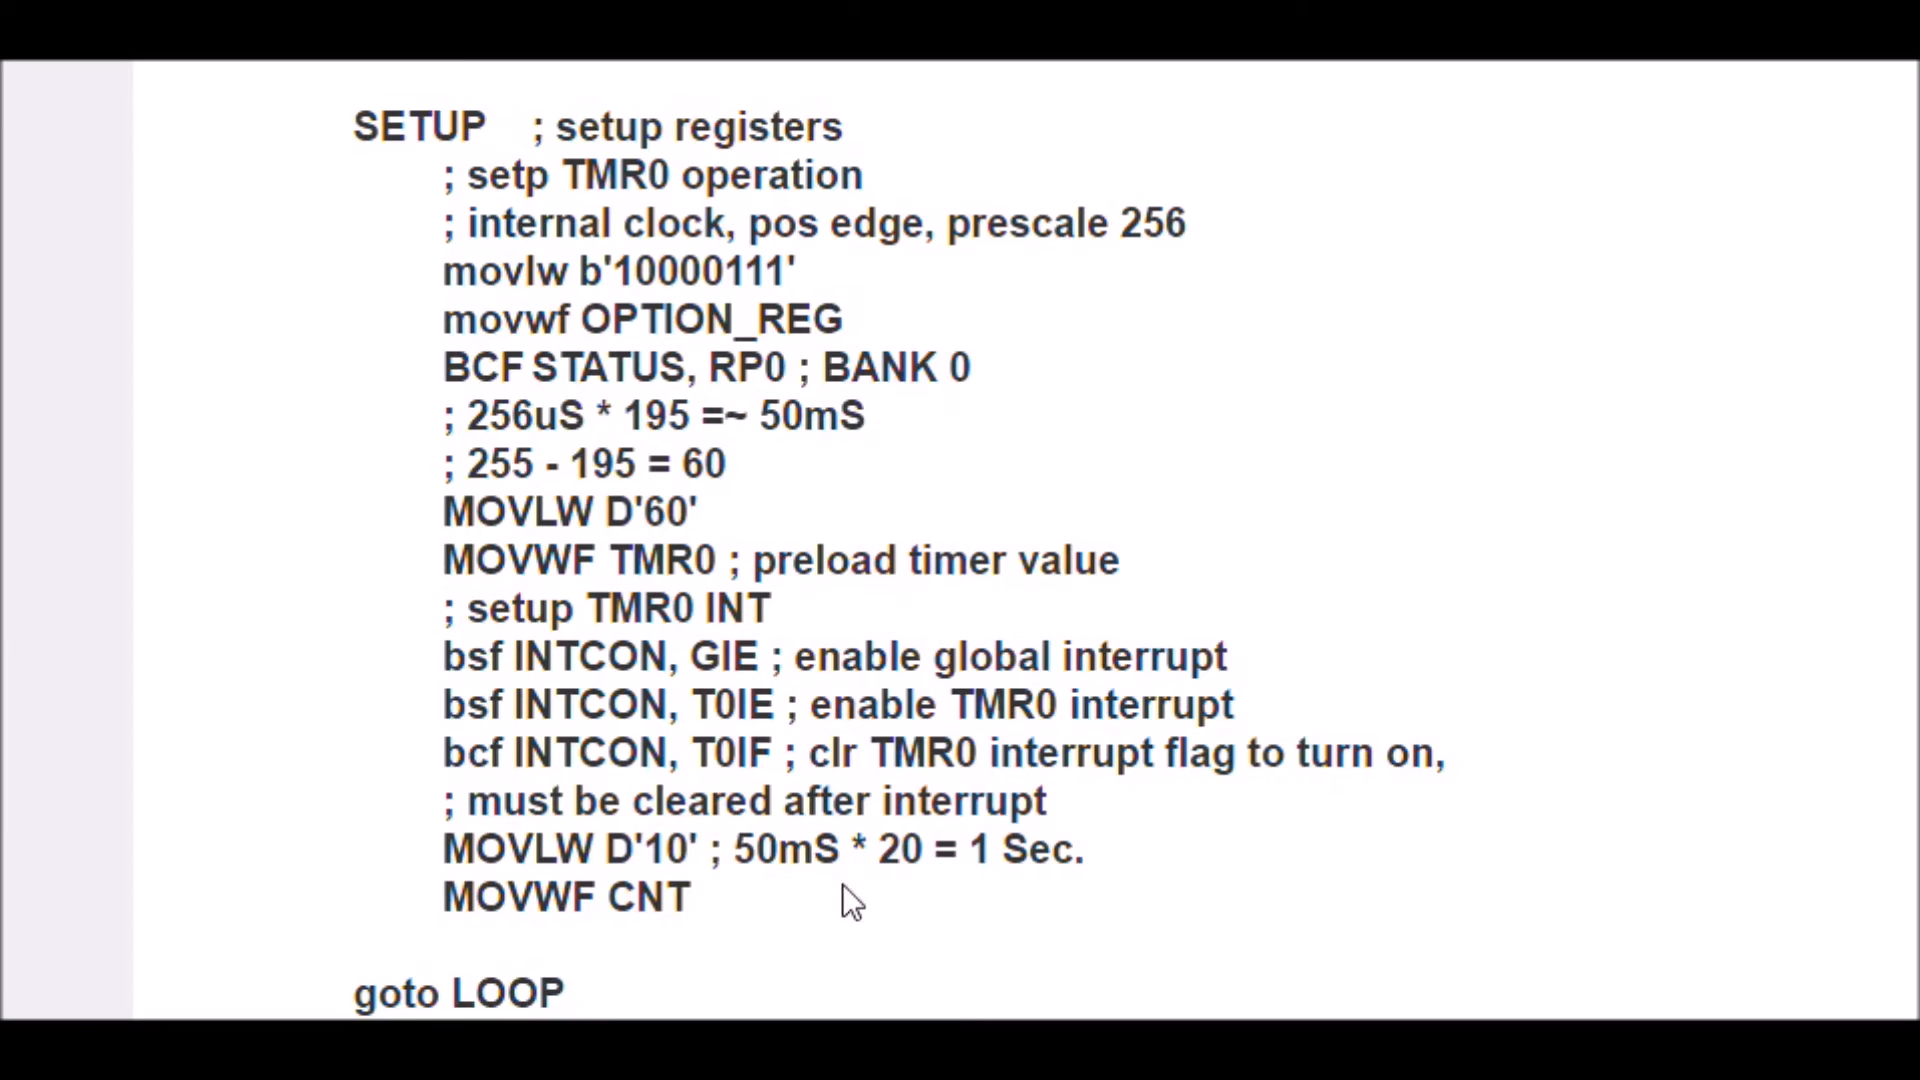 SETUP ; setup registers
; setp TMR0 operation
; internal clock, pos edge, prescale 256
movlw b'10000111'
movwf OPTION_REG
BCF STATUS, RP0 ; BANK 0
; 256uS * 195 =~ 50mS
; 255 - 195 = 60
MOVLW D'60'
MOVWF TMR0 ; preload timer value
; setup TMR0 INT
bsf INTCON, GIE ; enable global interrupt
bsf INTCON, T0IE ; enable TMR0 interrupt
bcf INTCON, T0IF ; clr TMR0 interrupt flag to turn on,
; must be cleared after interrupt
MOVLW D'10' ; 50mS * 20 = 1 Sec.
MOVWF CNT
goto LOOP